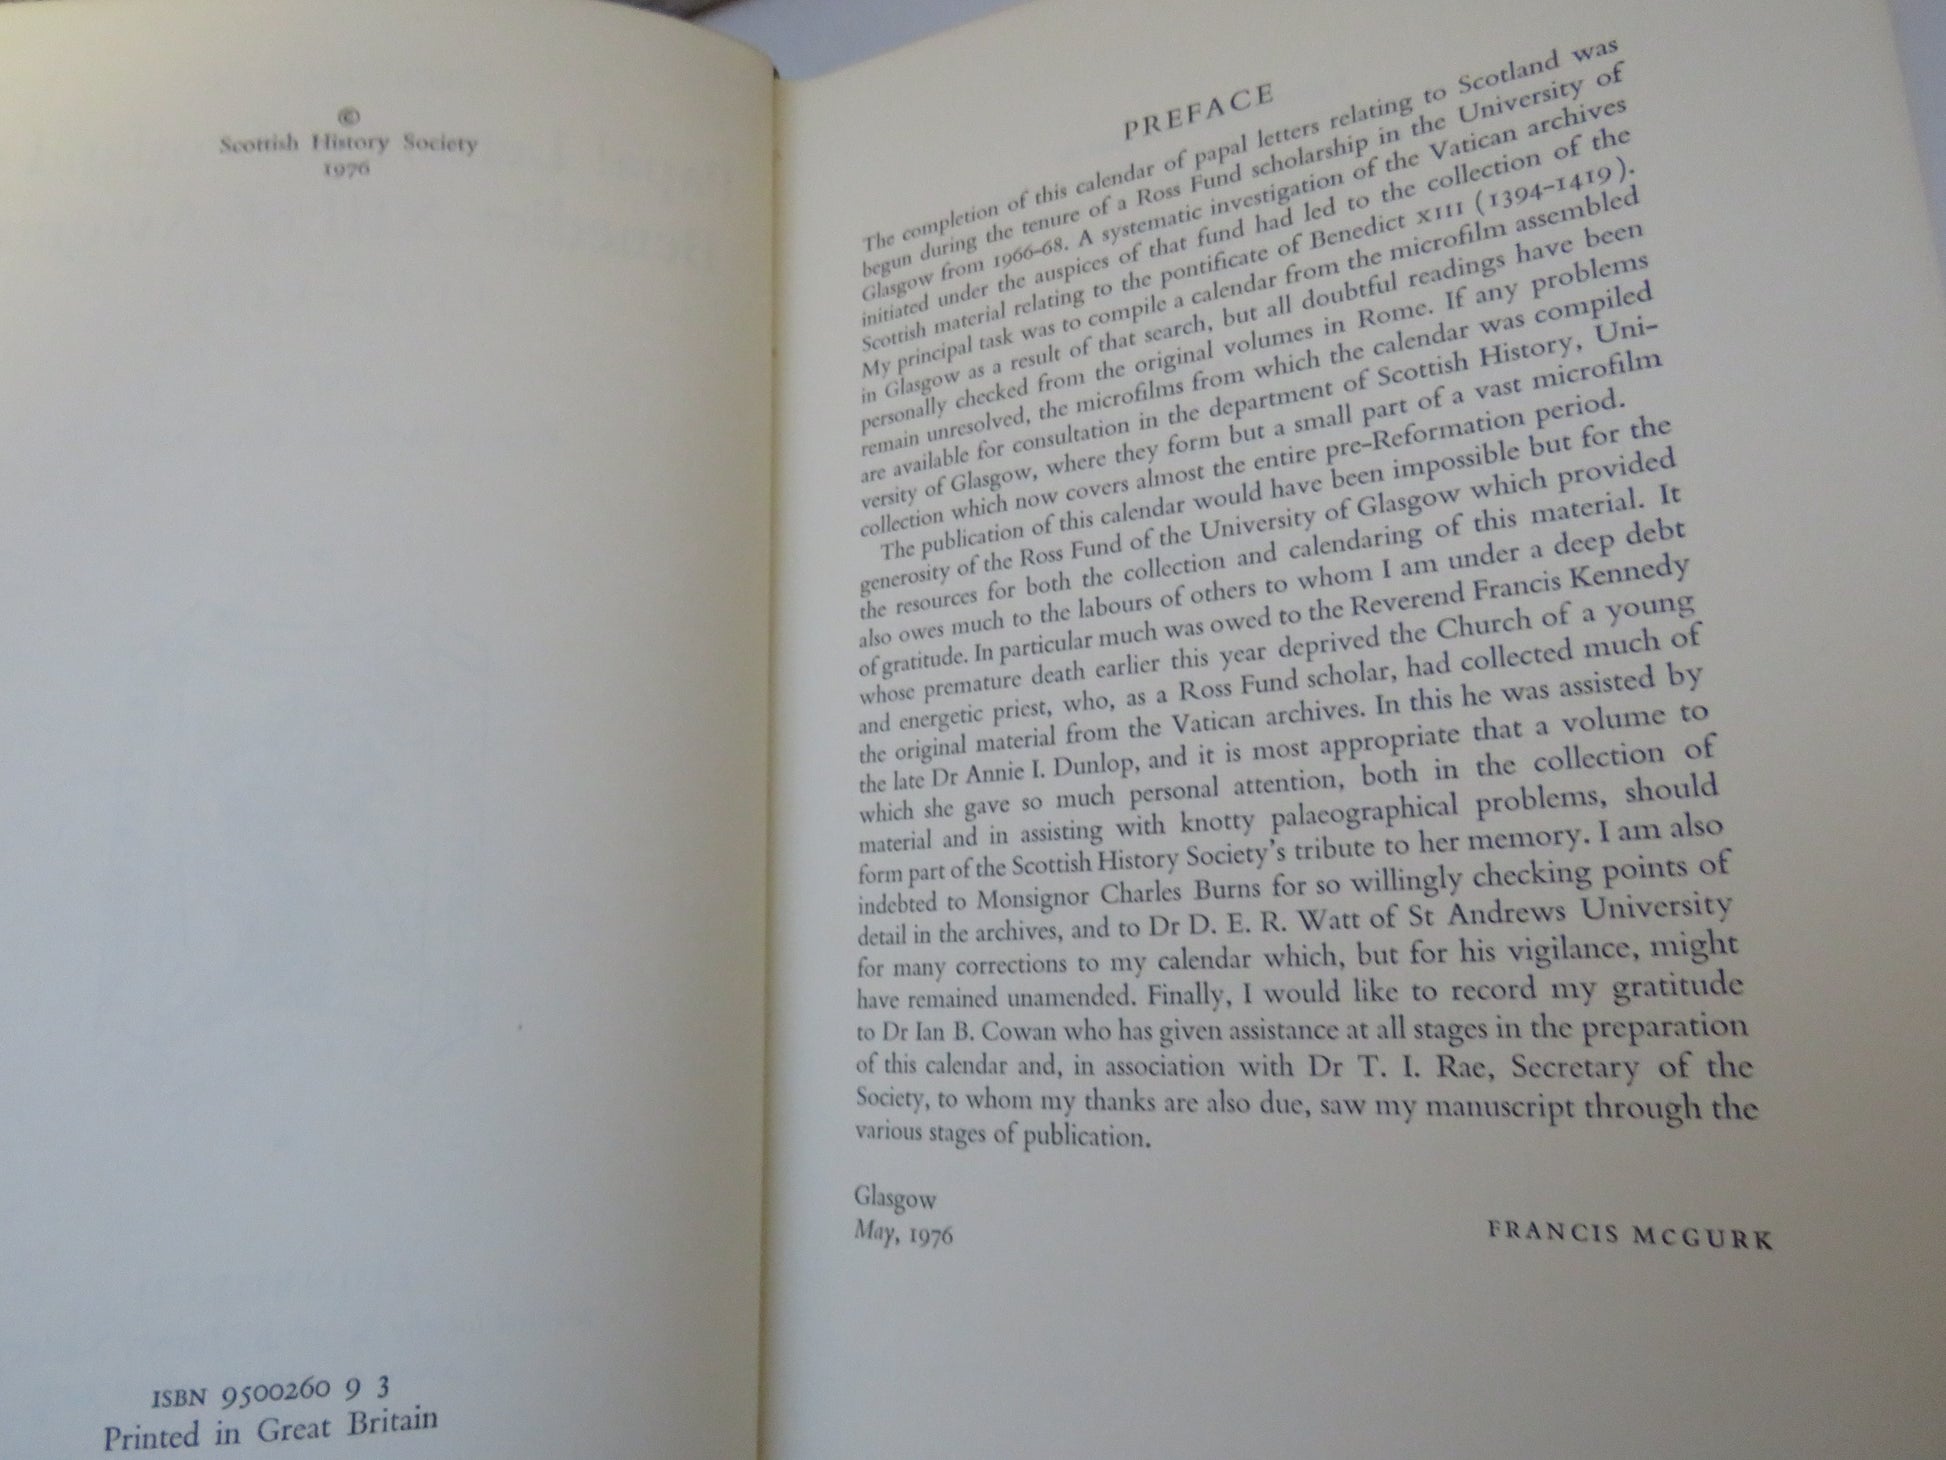 ©
Scottish History Society
1976
ISBN 9500260 9 3
Printed in Great Britain
PREFACE
The completion of this calendar of papal letters relating to Scotland was
begun during the tenure of a Ross Fund scholarship in the University of
Glasgow from 1966-68. A systematic investigation of the Vatican archives
initiated under the auspices of that fund had led to the collection of the
Scottish material relating to the pontificate of Benedict XIII (1394-1419).
My principal task was to compile a calendar from the microfilm assembled
in Glasgow as a result of that search, but all doubtful readings have been
personally checked from the original volumes in Rome. If any problems
remain unresolved, the microfilms from which the calendar was compiled
are available for consultation in the department of Scottish History, Uni-
versity of Glasgow, where they form but a small part of a vast microfilm
collection which now covers almost the entire pre-Reformation period.
The publication of this calendar would have been impossible but for the
generosity of the Ross Fund of the University of Glasgow which provided
the resources for both the collection and calendaring of this material. It
also owes much to the labours of others to whom I am under a deep debt
of gratitude. In particular much was owed to the Reverend Francis Kennedy
whose premature death earlier this year deprived the Church of a young
and energetic priest, who, as a Ross Fund scholar, had collected much of
the original material from the Vatican archives. In this he was assisted by
the late Dr Annie I. Dunlop, and it is most appropriate that a volume to
which she gave so much personal attention, both in the collection of
material and in assisting with knotty palaeographical problems, should
form part of the Scottish History Society's tribute to her memory. I am also
indebted to Monsignor Charles Burns for so willingly checking points of
detail in the archives, and to Dr D. E. R. Watt of St Andrews University
for many corrections to my calendar which, but for his vigilance, might
have remained unamended. Finally, I would like to record my gratitude
to Dr Ian B. Cowan who has given assistance at all stages in the preparation
of this calendar and, in association with Dr T. I. Rae, Secretary of the
Society, to whom my thanks are also due, saw my manuscript through the
various stages of publication.
Glasgow
May, 1976
FRANCIS MCGURK